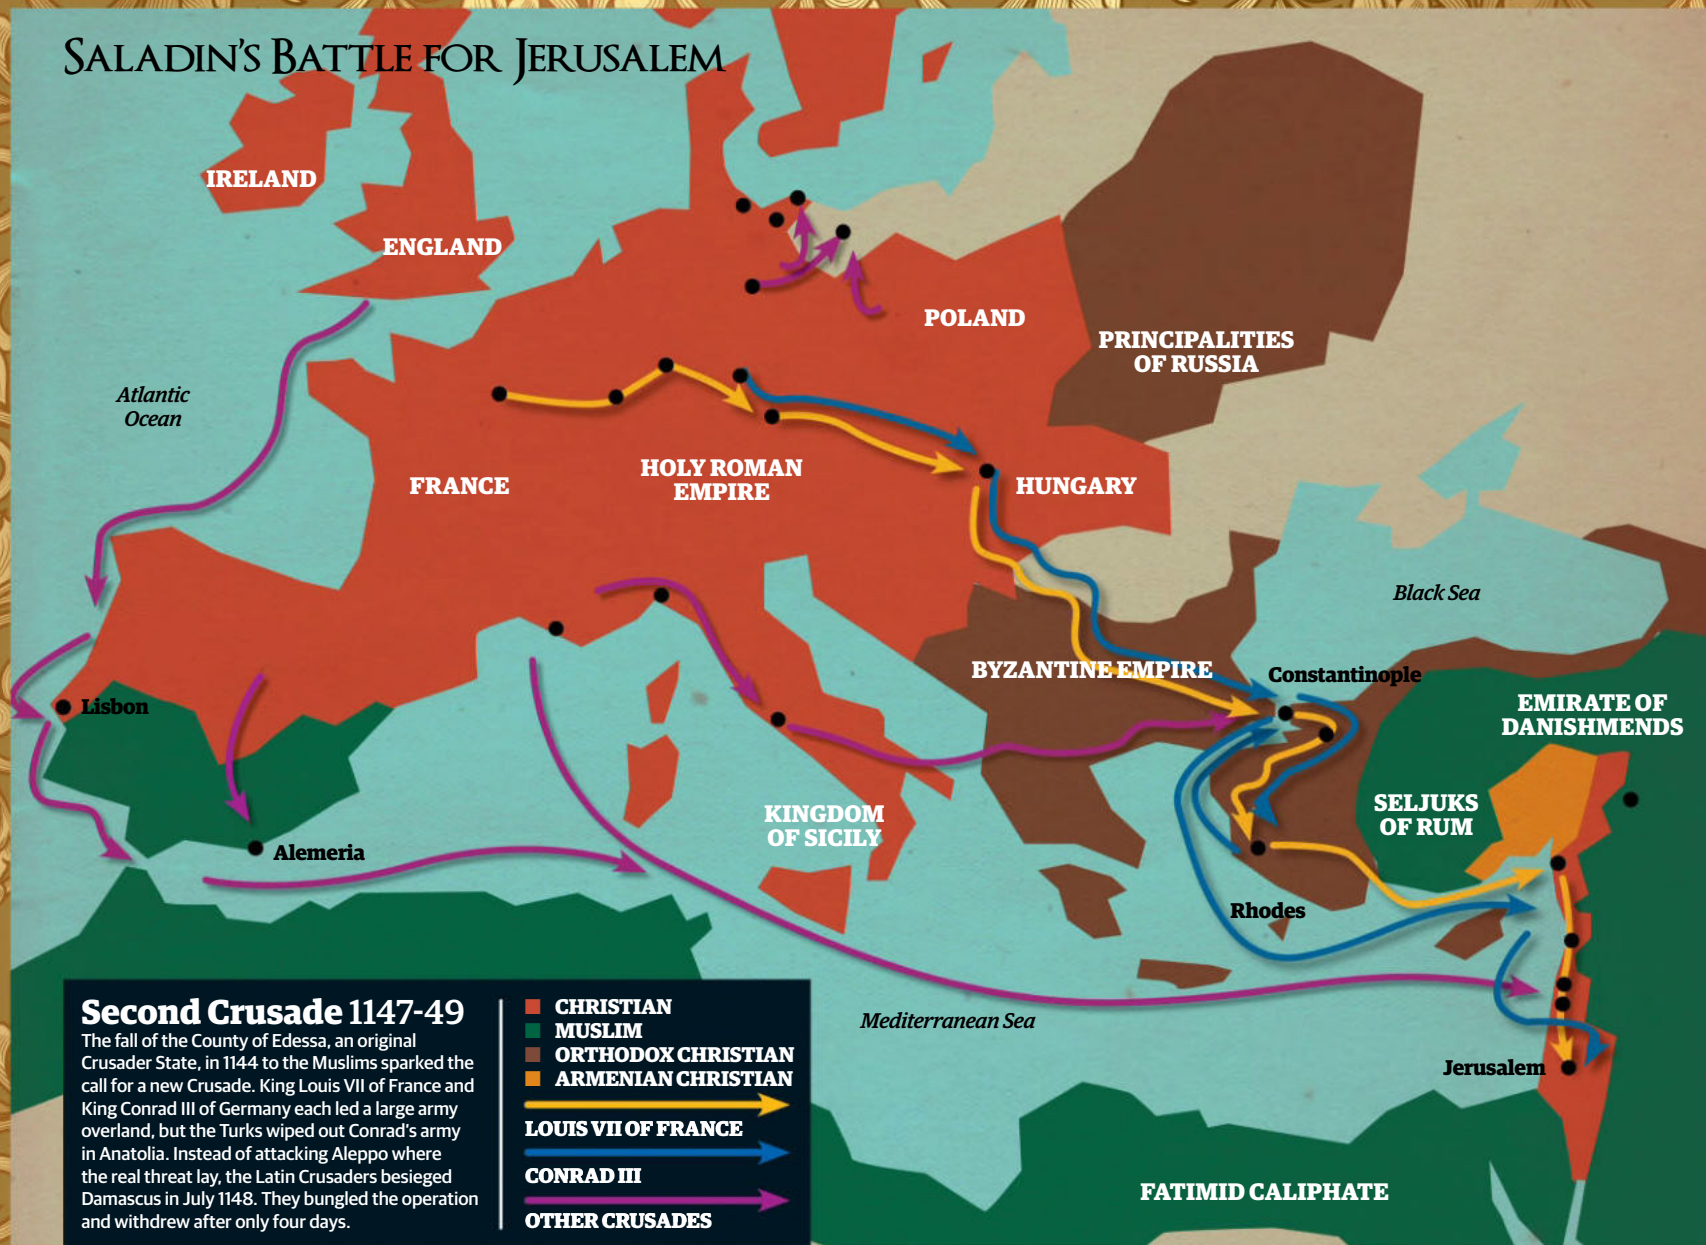 SALADIN'S BATTLE FOR JERUSALEM
IRELAND
ENGLAND
POLAND
PRINCIPALITIES
OF RUSSIA
Atlantic
Ocean
FRANCE
HOLY ROMAN
EMPIRE
HUNGARY
Black Sea
BYZANTINE EMPIRE
Constantinople
Lisbon
EMIRATE OF
DANISHMENDS
KINGDOM
OF SICILY
SELJUKS
OF RUM
Alemeria
Rhodes
Mediterranean Sea
Jerusalem
FATIMID CALIPHATE
Second Crusade 1147-49
The fall of the County of Edessa, an original
Crusader State, in 1144 to the Muslims sparked the
call for a new Crusade. King Louis VII of France and
King Conrad III of Germany each led a large army
overland, but the Turks wiped out Conrad's army
in Anatolia. Instead of attacking Aleppo where
the real threat lay, the Latin Crusaders besieged
Damascus in July 1148. They bungled the operation
and withdrew after only four days.
CHRISTIAN
MUSLIM
ORTHODOX CHRISTIAN
ARMENIAN CHRISTIAN
LOUIS VII OF FRANCE
CONRAD III
OTHER CRUSADES